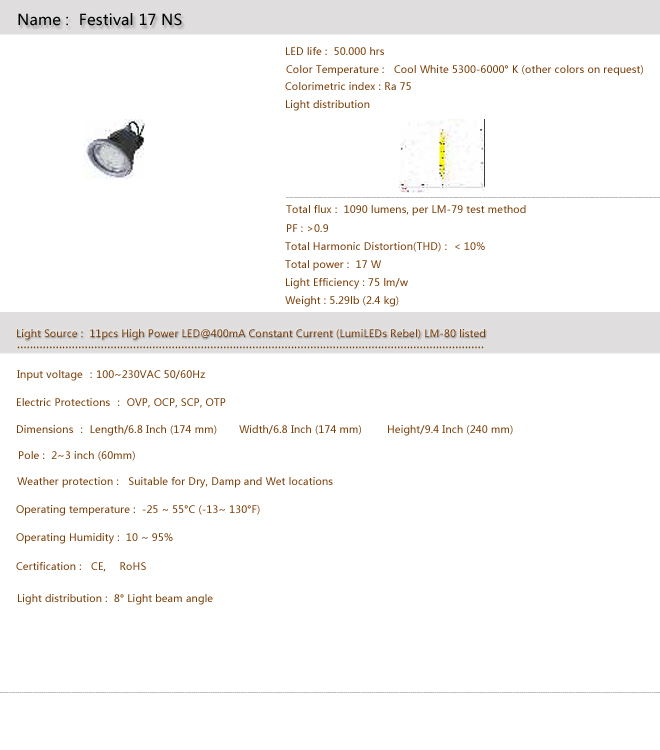 Name : Festival 17 NS
LED life : 50.000 hrs
Color Temperature : Cool White 5300-6000° K (other colors on request)
Colorimetric index : Ra 75
Light distribution
Total flux : 1090 lumens, per LM-79 test method
PF : >0.9
Total Harmonic Distortion(THD) : < 10%
Total power : 17 W
Light Efficiency : 75 lm/w
Weight : 5.29lb (2.4 kg)
Light Source : 11pcs High Power LED@400mA Constant Current (LumiLEDs Rebel) LM-80 listed
Input voltage : 100~230VAC 50/60Hz
Electric Protections : OVP, OCP, SCP, OTP
Dimensions : Length/6.8 Inch (174 mm) Width/6.8 Inch (174 mm) Height/9.4 Inch (240 mm)
Pole : 2~3 inch (60mm)
Weather protection : Suitable for Dry, Damp and Wet locations
Operating temperature : -25 ~ 55°C (-13~ 130°F)
Operating Humidity : 10 ~ 95%
Certification : CE, RoHS
Light distribution : 8° Light beam angle